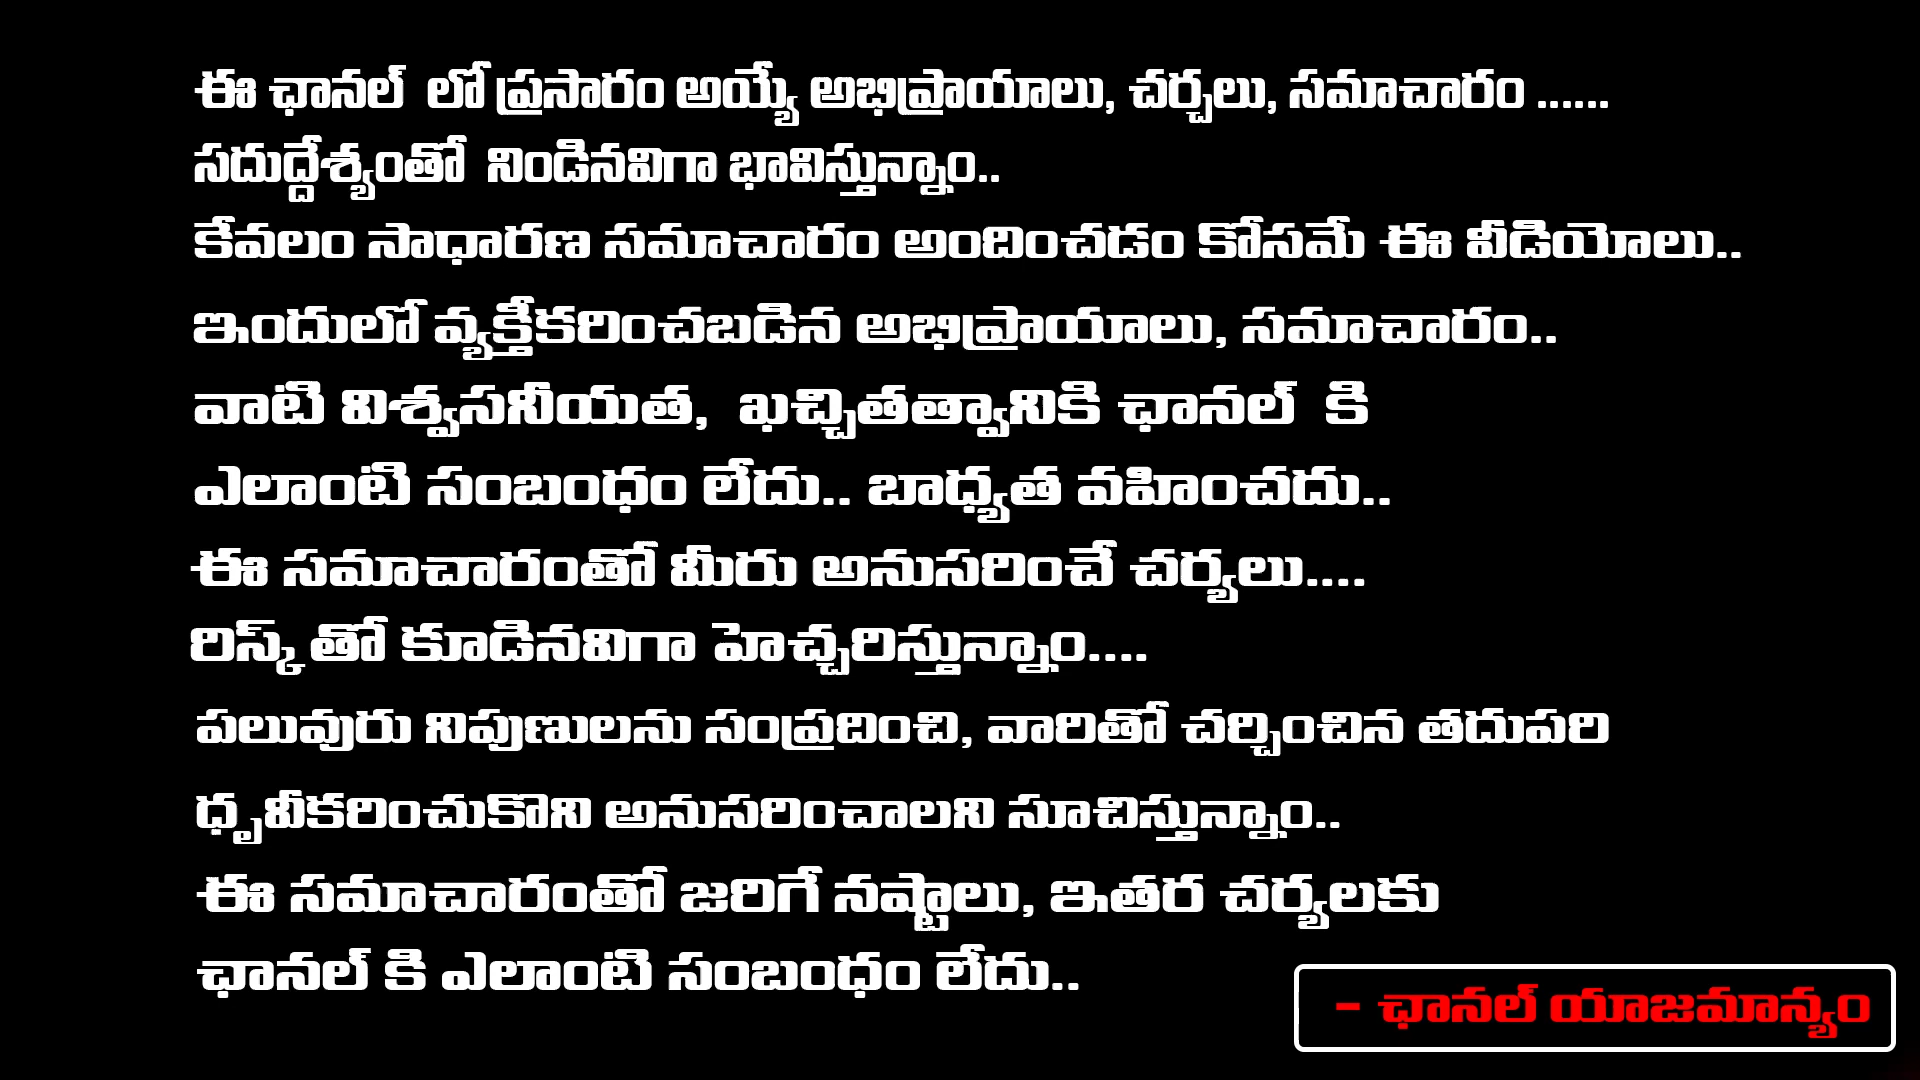 ఈ ఛానల్ లో ప్రసారం అయ్యే అభిప్రాయాలు, చర్చలు, సమాచారం ......
సదుద్దేశ్యంతో నిండినవిగా భావిస్తున్నాం..
కేవలం సాధారణ సమాచారం అందించడం కోసమే ఈ వీడియోలు..
ఇందులో వ్యక్తీకరించబడిన అభిప్రాయాలు, సమాచారం..
వాటి విశ్వసనీయత, ఖచ్చితత్వానికి ఛానల్ కి
ఎలాంటి సంబంధం లేదు.. బాధ్యత వహించదు..
ఈ సమాచారంతో మీరు అనుసరించే చర్యలు....
రిస్క్ తో కూడినవిగా హెచ్చరిస్తున్నాం....
పలువురు నిపుణులను సంప్రదించి, వారితో చర్చించిన తదుపరి
ధృవీకరించుకొని అనుసరించాలని సూచిస్తున్నాం..
ఈ సమాచారంతో జరిగే నష్టాలు, ఇతర చర్యలకు
ఛానల్ కి ఎలాంటి సంబంధం లేదు..
- ఛానల్ యాజమాన్యం